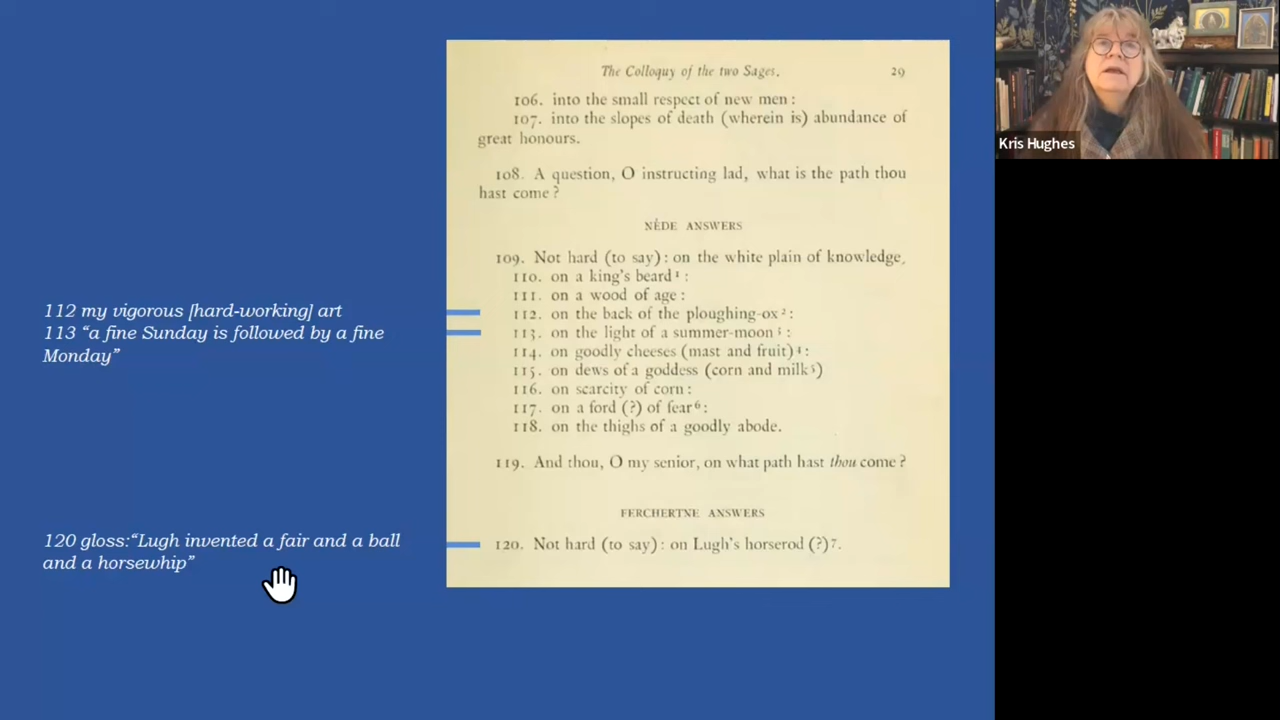 The Colloquy of the two Sages. 29
106. into the small respect of new men :
107. into the slopes of death (wherein is) abundance of
great honours.
108. A question, O instructing lad, what is the path thou
hast come ?
NÈDE ANSWERS
109. Not hard (to say) : on the white plain of knowledge,
110. on a king's beard ¹ :
111. on a wood of age :
112. on the back of the ploughing-ox ² :
113. on the light of a summer-moon ³ :
114. on goodly cheeses (mast and fruit) ⁴ :
115. on dews of a goddess (corn and milk ⁵)
116. on scarcity of corn :
117. on a ford (?) of fear ⁶ :
118. on the thighs of a goodly abode.
119. And thou, O my senior, on what path hast thou come ?
FERCHERTNE ANSWERS
120. Not hard (to say) : on Lugh's horserod (?) ⁷.
112 my vigorous [hard-working] art
113 “a fine Sunday is followed by a fine
Monday”
120 gloss:“Lugh invented a fair and a ball
and a horsewhip”
Kris Hughes